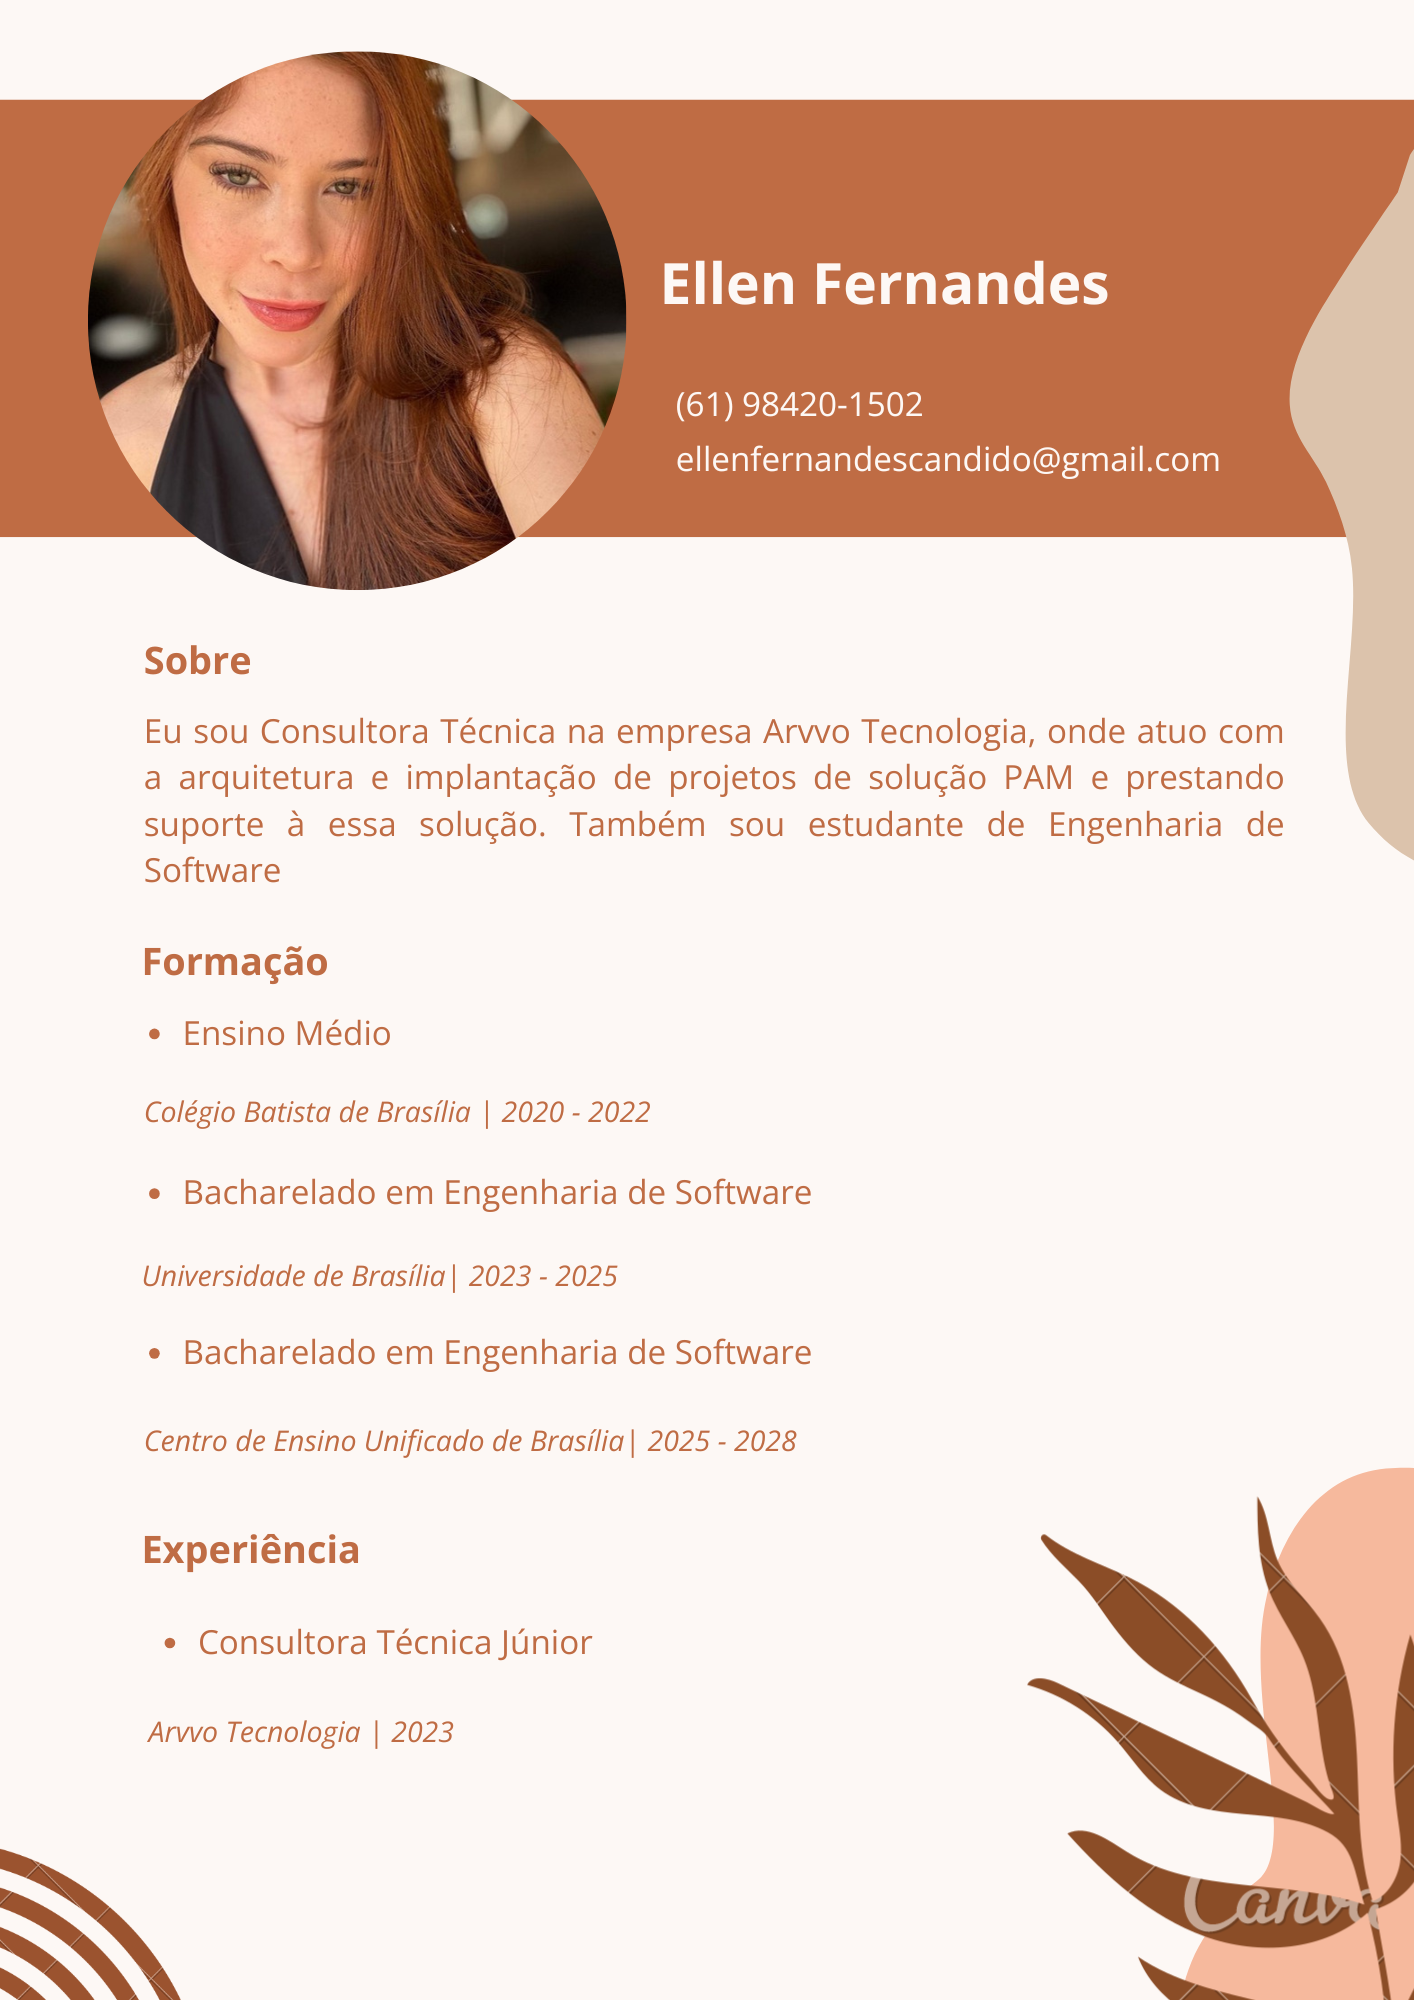 Ellen Fernandes
(61) 98420-1502
ellenfernandescandido@gmail.com
Sobre
Eu sou Consultora Técnica na empresa Arvvo Tecnologia, onde atuo com
a arquitetura e implantação de projetos de solução PAM e prestando
suporte à essa solução. Também sou estudante de Engenharia de
Software
Formação
• Ensino Médio
Colégio Batista de Brasília | 2020 - 2022
• Bacharelado em Engenharia de Software
Universidade de Brasília| 2023 - 2025
• Bacharelado em Engenharia de Software
Centro de Ensino Unificado de Brasília| 2025 - 2028
Experiência
• Consultora Técnica Júnior
Arvvo Tecnologia | 2023
Canva